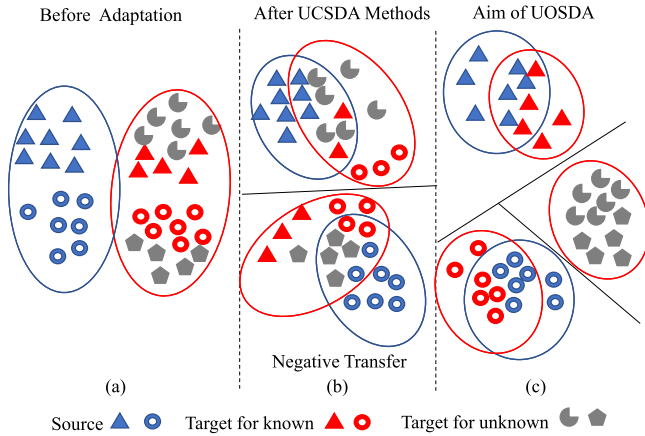 Before Adaptation
After UCSDA Methods
Aim of UOSDA
Negative Transfer
(a)
(b)
(c)
Source
Target for known
Target for unknown